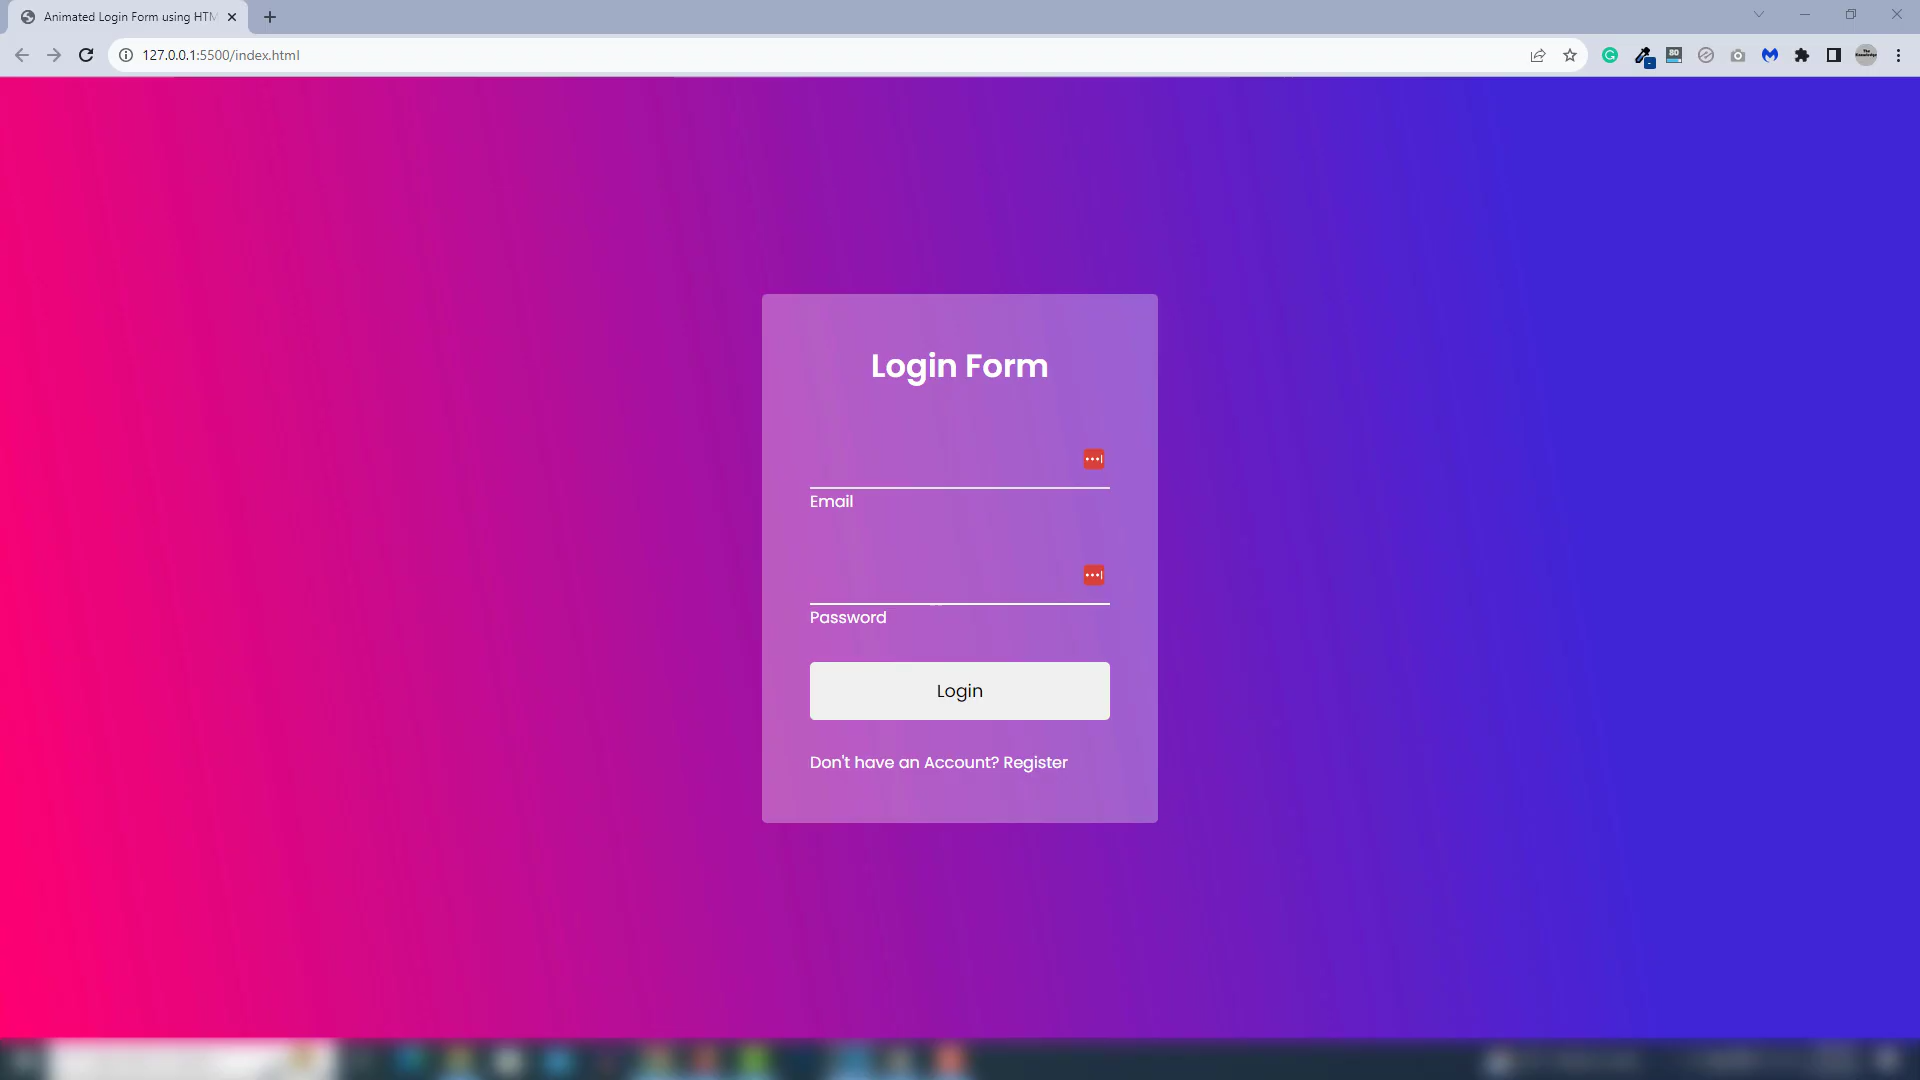 Animated Login Form using HTM
127.0.0.1:5500/index.html
80
Login Form
Email
Password
Login
Don't have an Account? Register